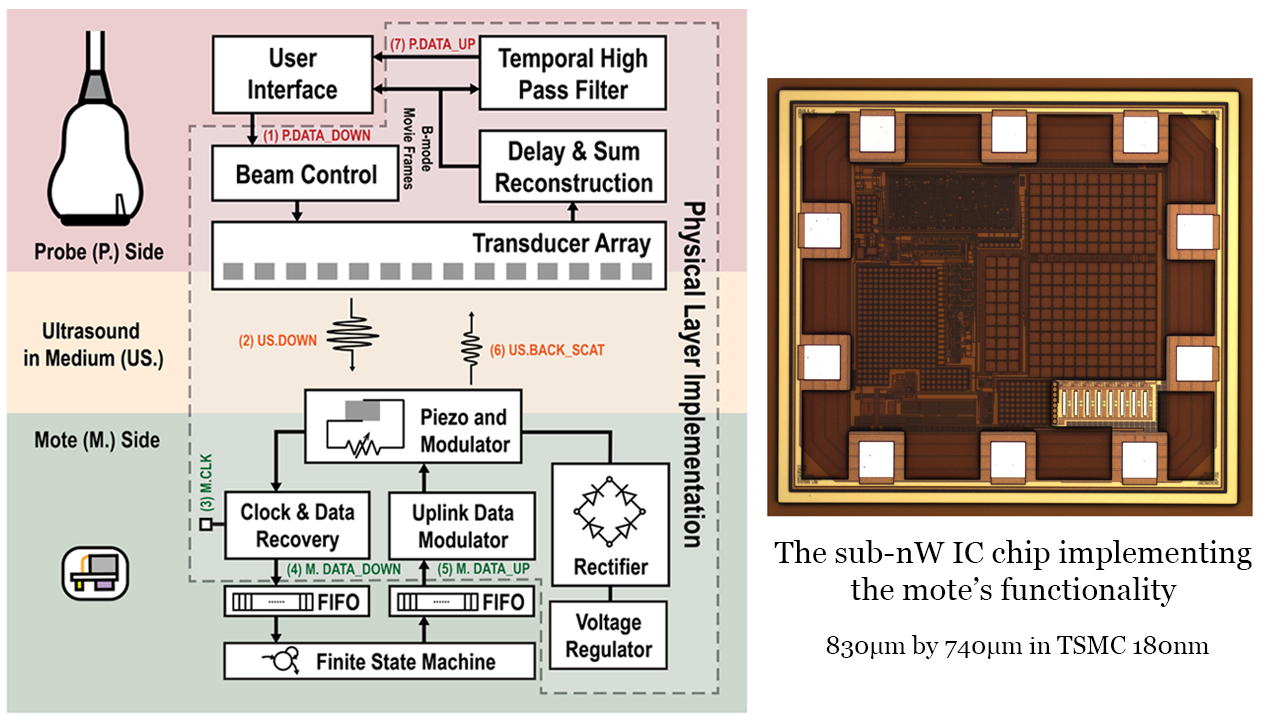 (7) P.DATA_UP
User
Interface
Temporal High
Pass Filter
(1) P.DATA_DOWN
B-mode
Movie Frames
Beam Control
Delay & Sum
Reconstruction
Transducer Array
Probe (P.) Side
Physical Layer Implementation
Ultrasound
in Medium (US.)
(2) US.DOWN
(6) US.BACK_SCAT
Mote (M.) Side
Piezo and
Modulator
(3) M.CLK
Clock & Data
Recovery
Uplink Data
Modulator
Rectifier
(4) M. DATA_DOWN
(5) M. DATA_UP
FIFO
FIFO
Voltage
Regulator
Finite State Machine
The sub-nW IC chip implementing
the mote’s functionality
830μm by 740μm in TSMC 180nm